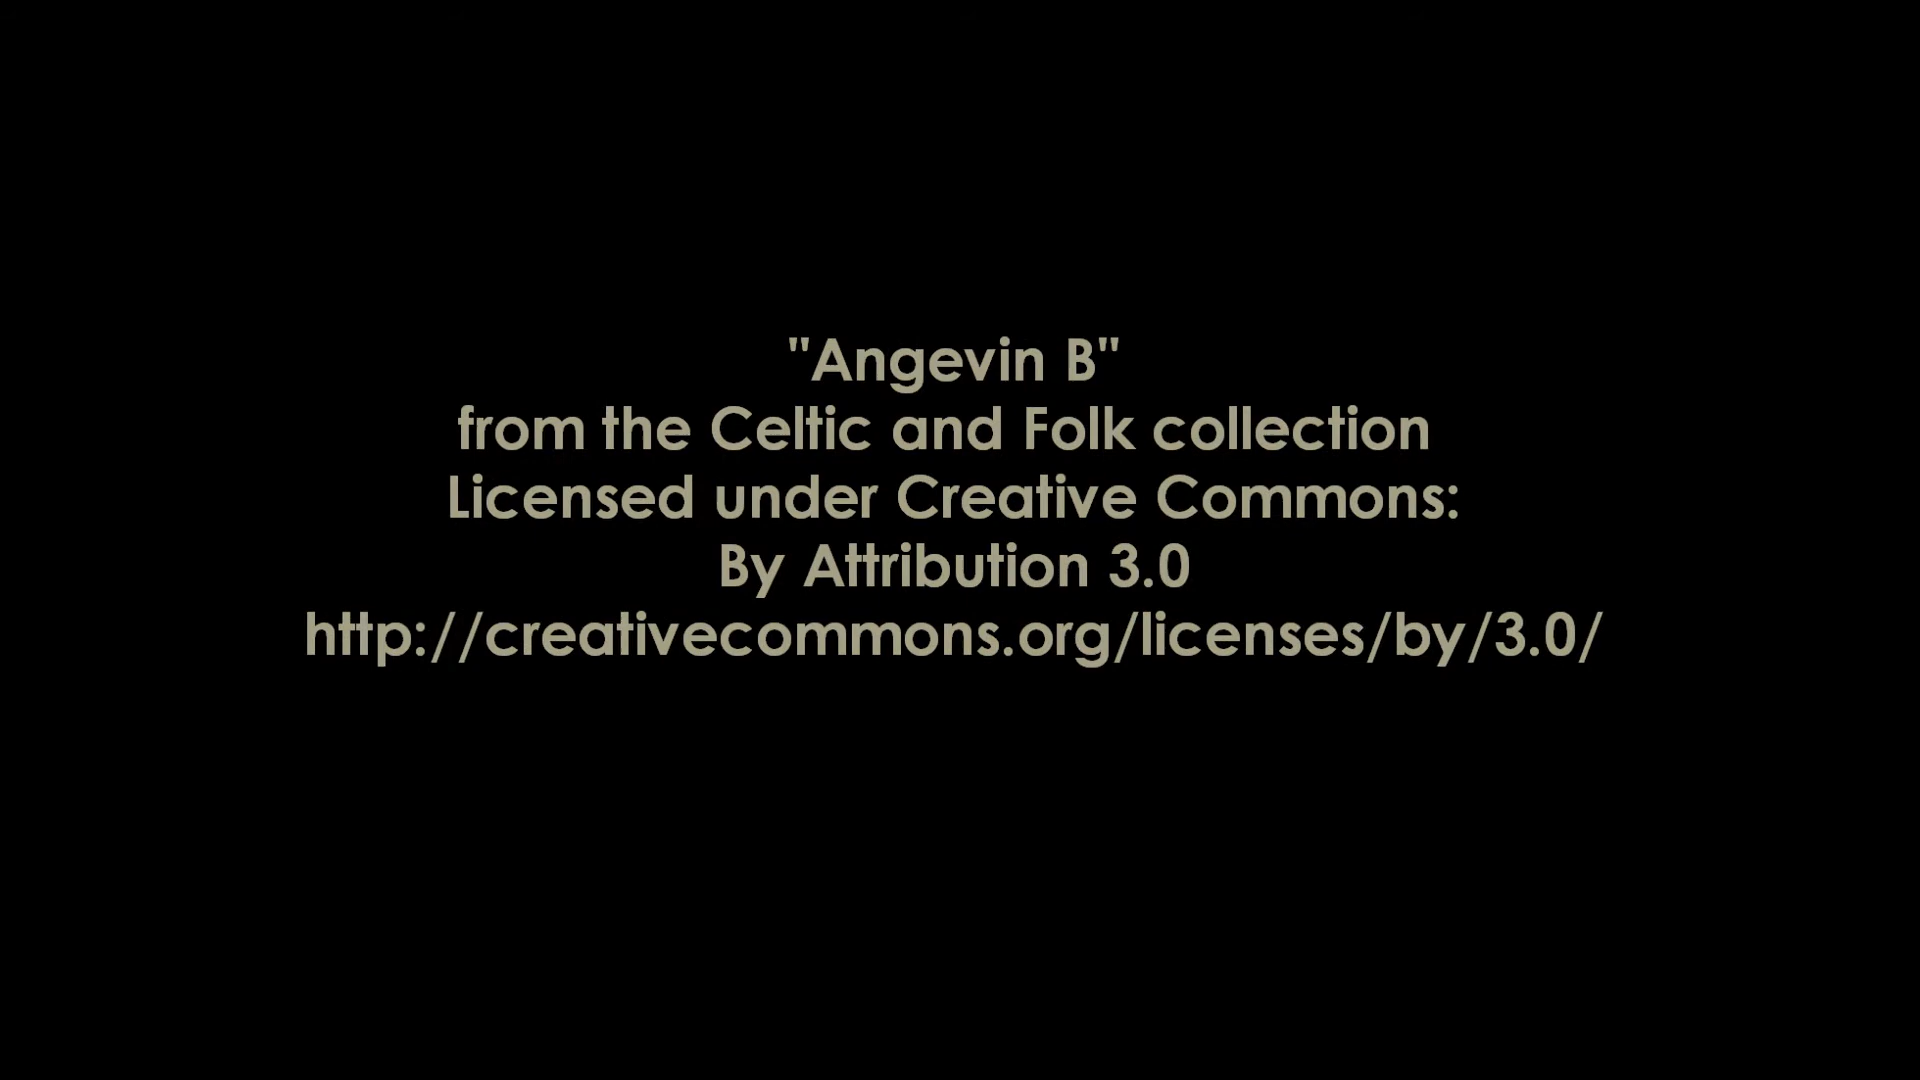 "Angevin B"
from the Celtic and Folk collection
Licensed under Creative Commons:
By Attribution 3.0
http://creativecommons.org/licenses/by/3.0/